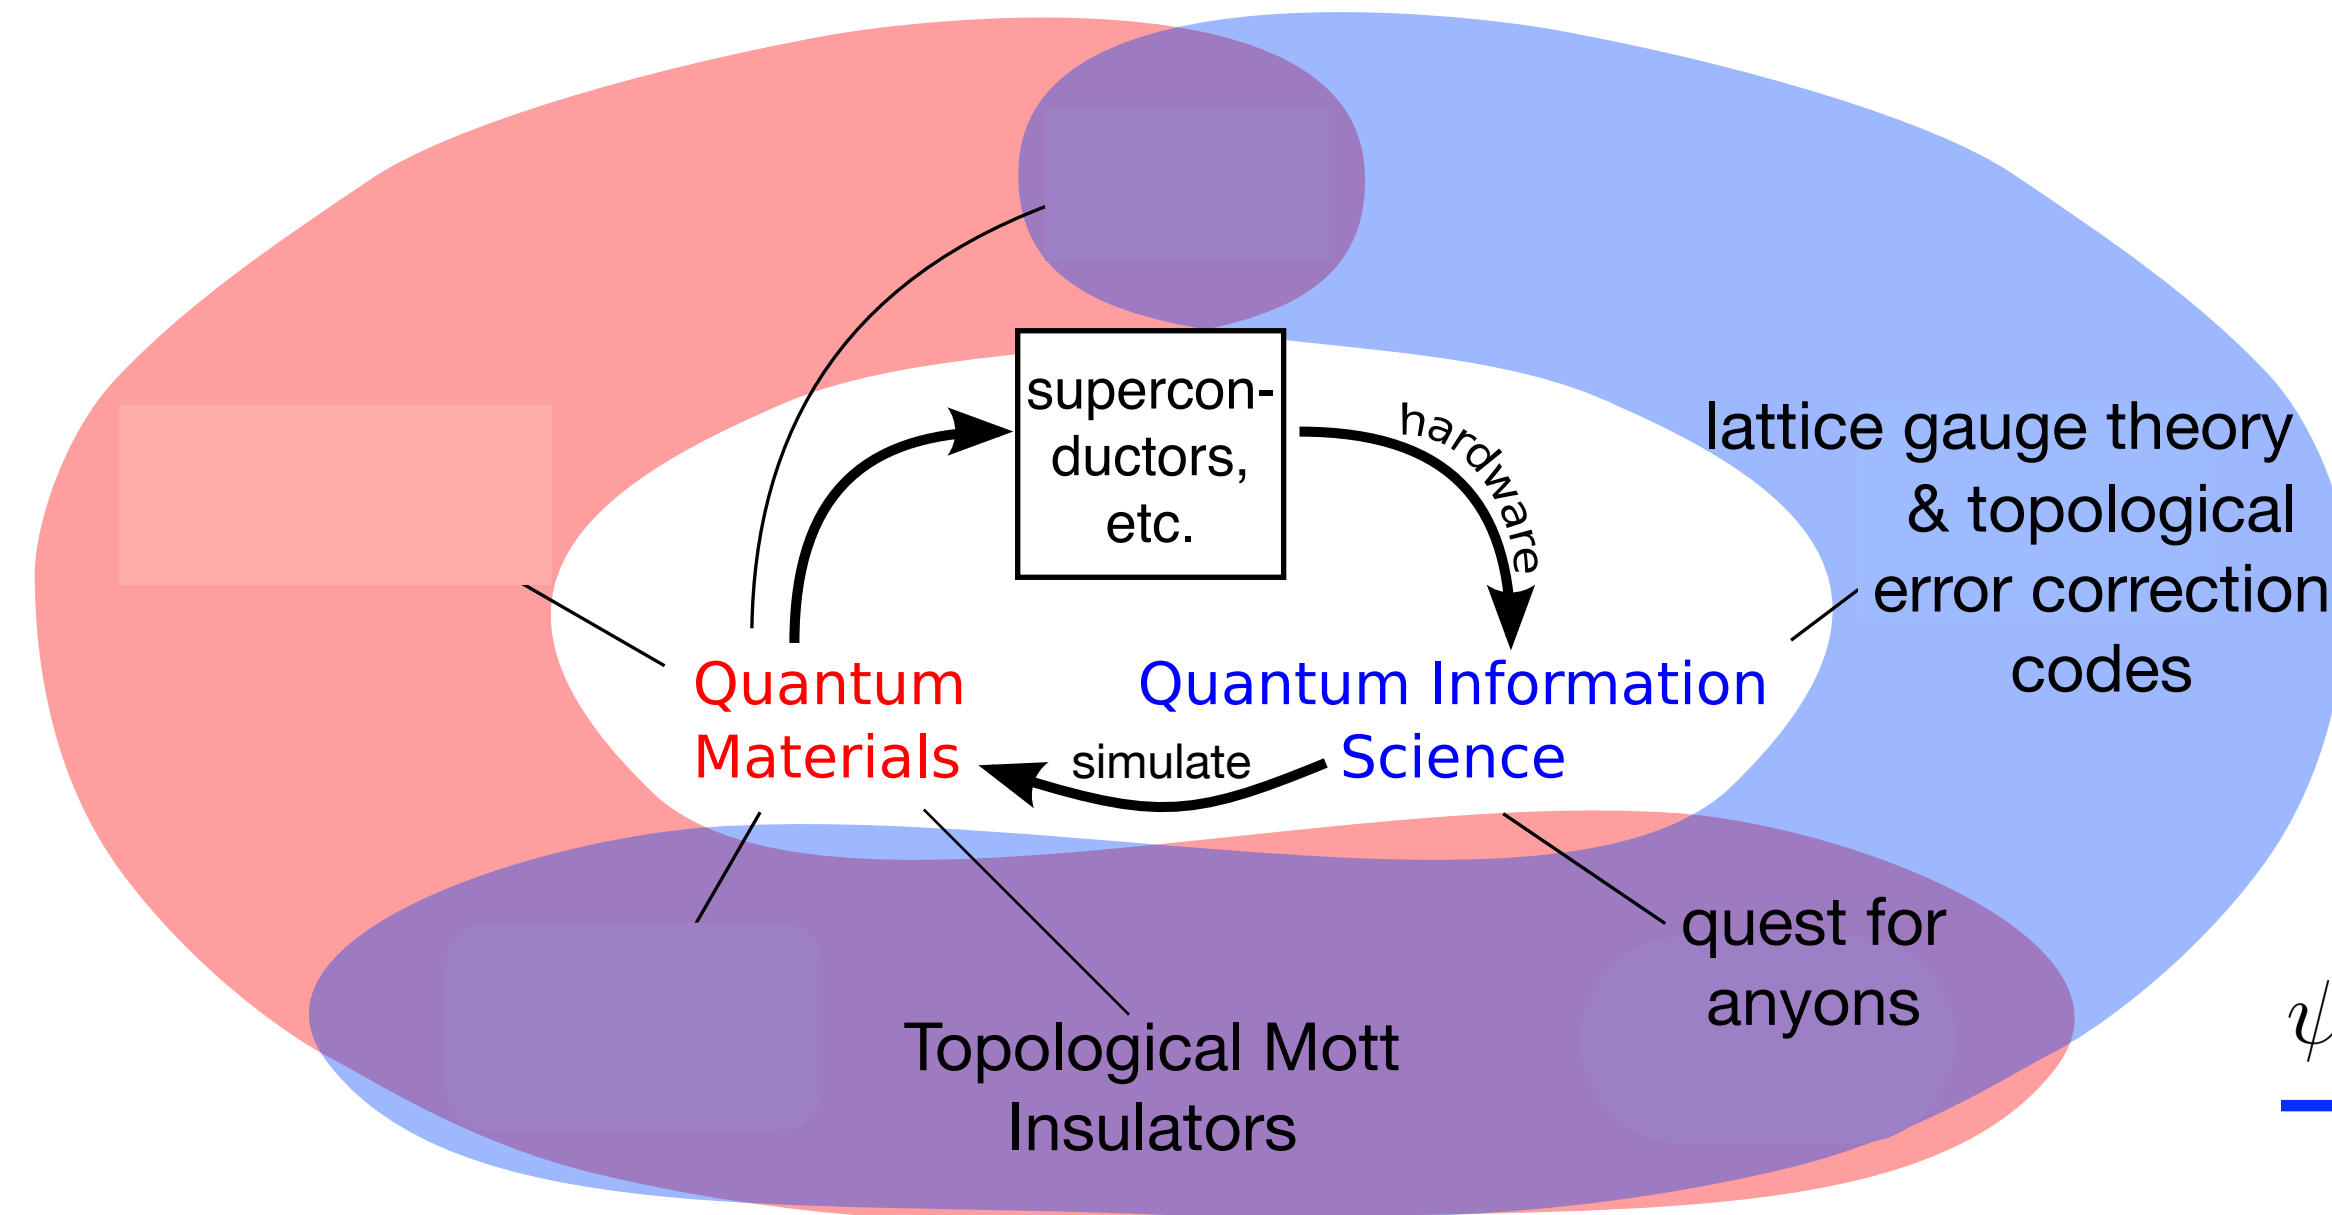 supercon-
ductors,
etc.
hardware
lattice gauge theory
& topological
error correction
codes
Quantum
Materials
Quantum Information
Science
simulate
quest for
anyons
Topological Mott
Insulators
ψ